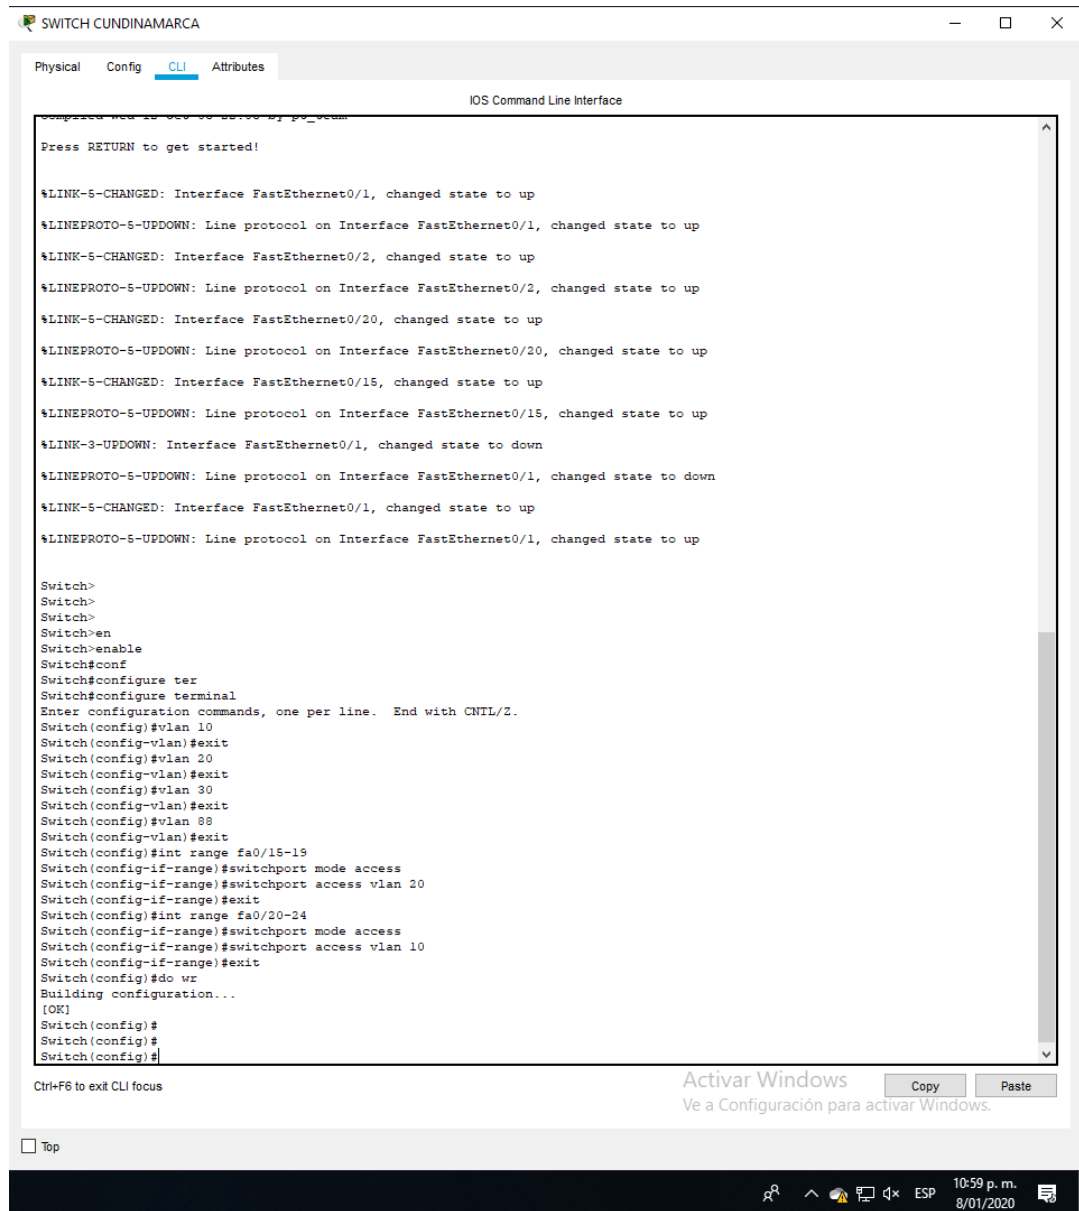 SWITCH CUNDINAMARCA
Physical Config CLI Attributes
IOS Command Line Interface
Press RETURN to get started!
%LINK-5-CHANGED: Interface FastEthernet0/1, changed state to up
%LINEPROTO-5-UPDOWN: Line protocol on Interface FastEthernet0/1, changed state to up
%LINK-5-CHANGED: Interface FastEthernet0/2, changed state to up
%LINEPROTO-5-UPDOWN: Line protocol on Interface FastEthernet0/2, changed state to up
%LINK-5-CHANGED: Interface FastEthernet0/20, changed state to up
%LINEPROTO-5-UPDOWN: Line protocol on Interface FastEthernet0/20, changed state to up
%LINK-5-CHANGED: Interface FastEthernet0/15, changed state to up
%LINEPROTO-5-UPDOWN: Line protocol on Interface FastEthernet0/15, changed state to up
%LINK-3-UPDOWN: Interface FastEthernet0/1, changed state to down
%LINEPROTO-5-UPDOWN: Line protocol on Interface FastEthernet0/1, changed state to down
%LINK-5-CHANGED: Interface FastEthernet0/1, changed state to up
%LINEPROTO-5-UPDOWN: Line protocol on Interface FastEthernet0/1, changed state to up
Switch>
Switch>
Switch>
Switch>en
Switch>enable
Switch#conf
Switch#configure ter
Switch#configure terminal
Enter configuration commands, one per line.  End with CNTL/Z.
Switch(config)#vlan 10
Switch(config-vlan)#exit
Switch(config)#vlan 20
Switch(config-vlan)#exit
Switch(config)#vlan 30
Switch(config-vlan)#exit
Switch(config)#vlan 88
Switch(config-vlan)#exit
Switch(config)#int range fa0/15-19
Switch(config-if-range)#switchport mode access
Switch(config-if-range)#switchport access vlan 20
Switch(config-if-range)#exit
Switch(config)#int range fa0/20-24
Switch(config-if-range)#switchport mode access
Switch(config-if-range)#switchport access vlan 10
Switch(config-if-range)#exit
Switch(config)#do wr
Building configuration...
[OK]
Switch(config)#
Switch(config)#
Switch(config)#
Ctrl+F6 to exit CLI focus
Copy Paste
Activar Windows
Ve a Configuración para activar Windows.
Top
ESP
10:59 p. m.
8/01/2020